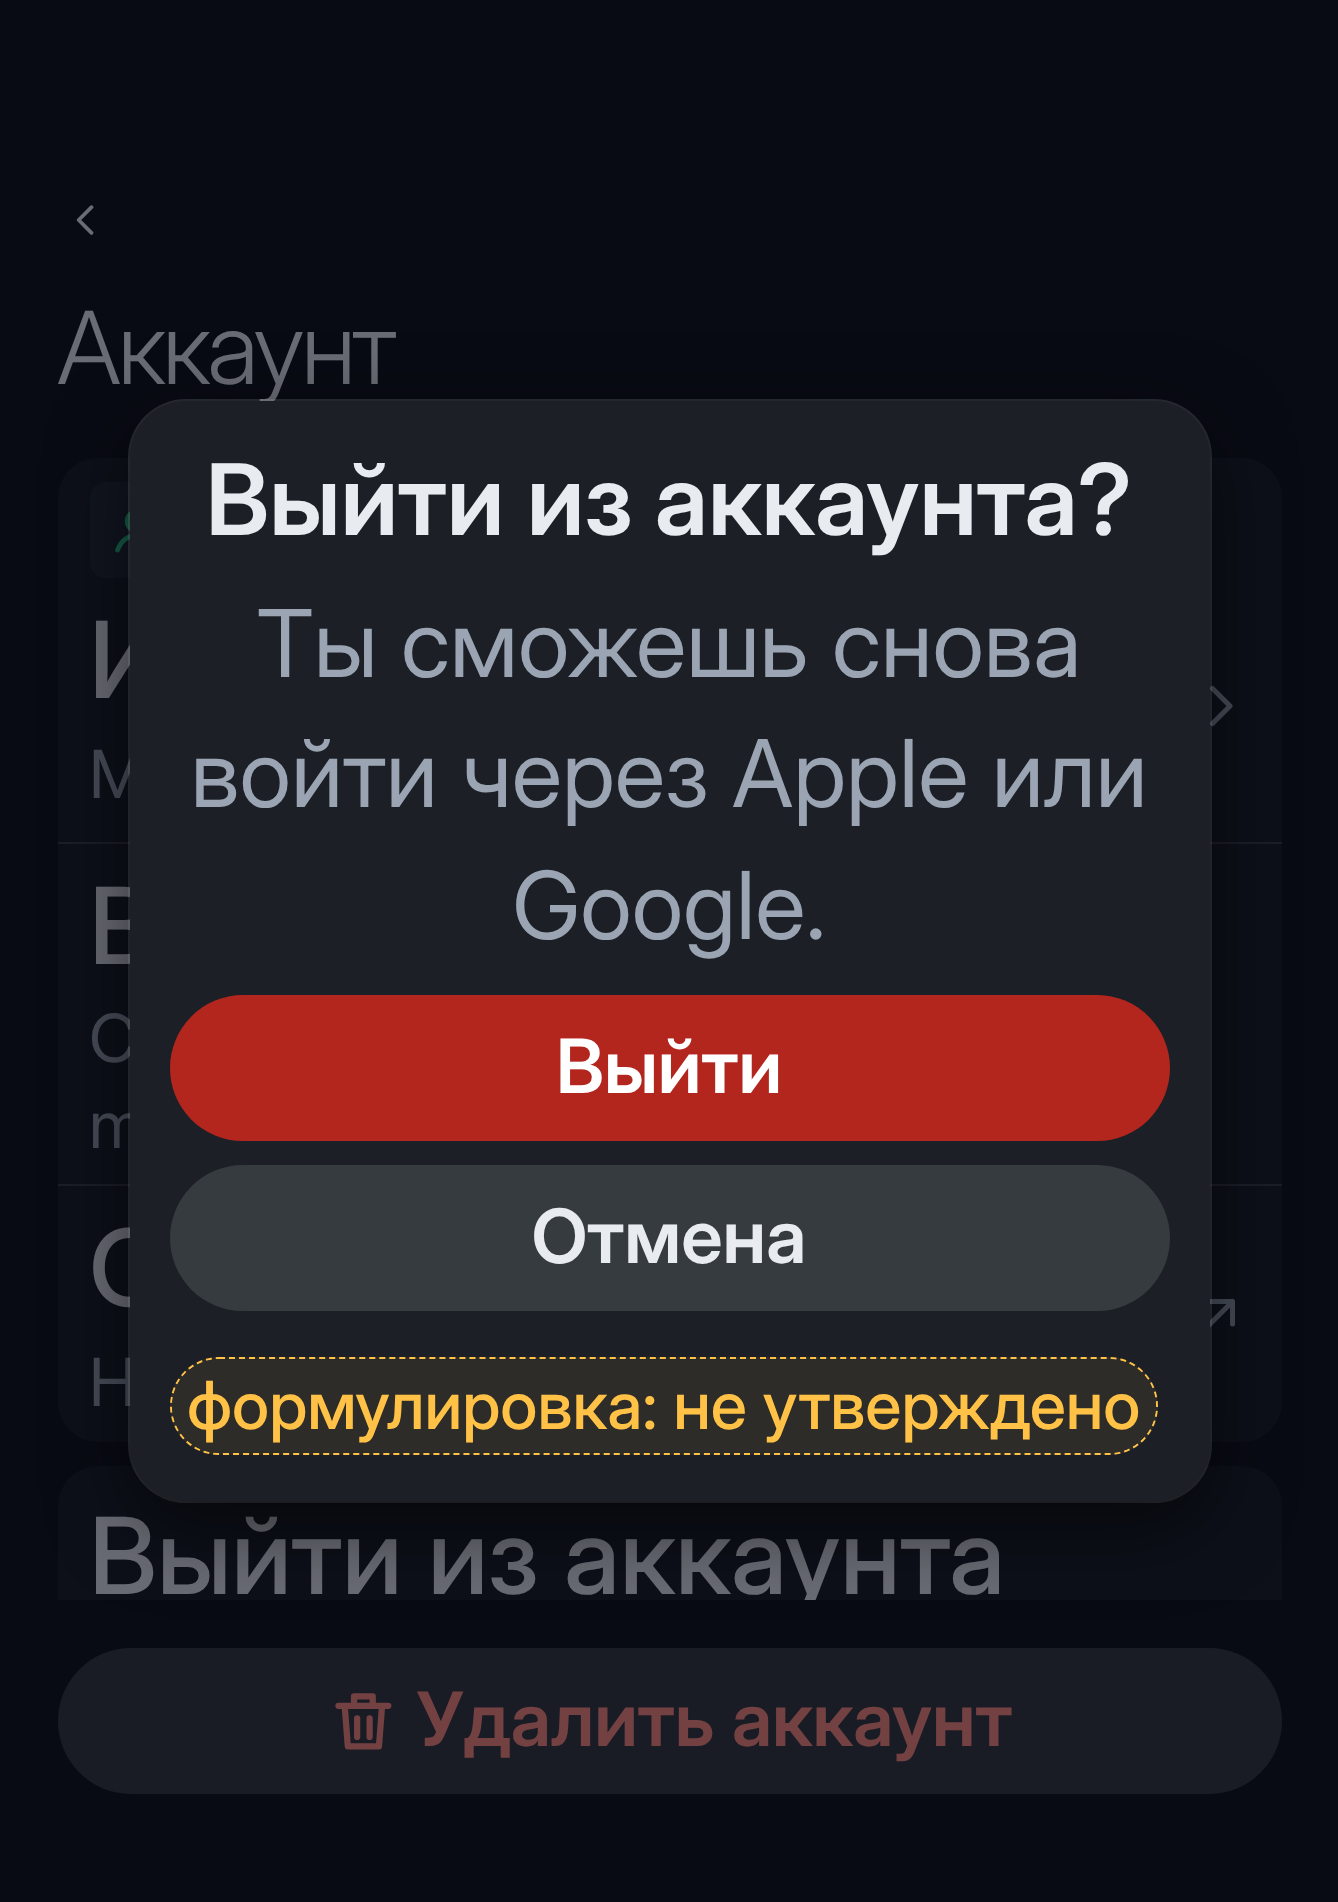 Аккаунт
Выйти из аккаунта?
Ты сможешь снова
войти через Apple или
Google.
Выйти
Отмена
формулировка: не утверждено
Выйти из аккаунта
Удалить аккаунт